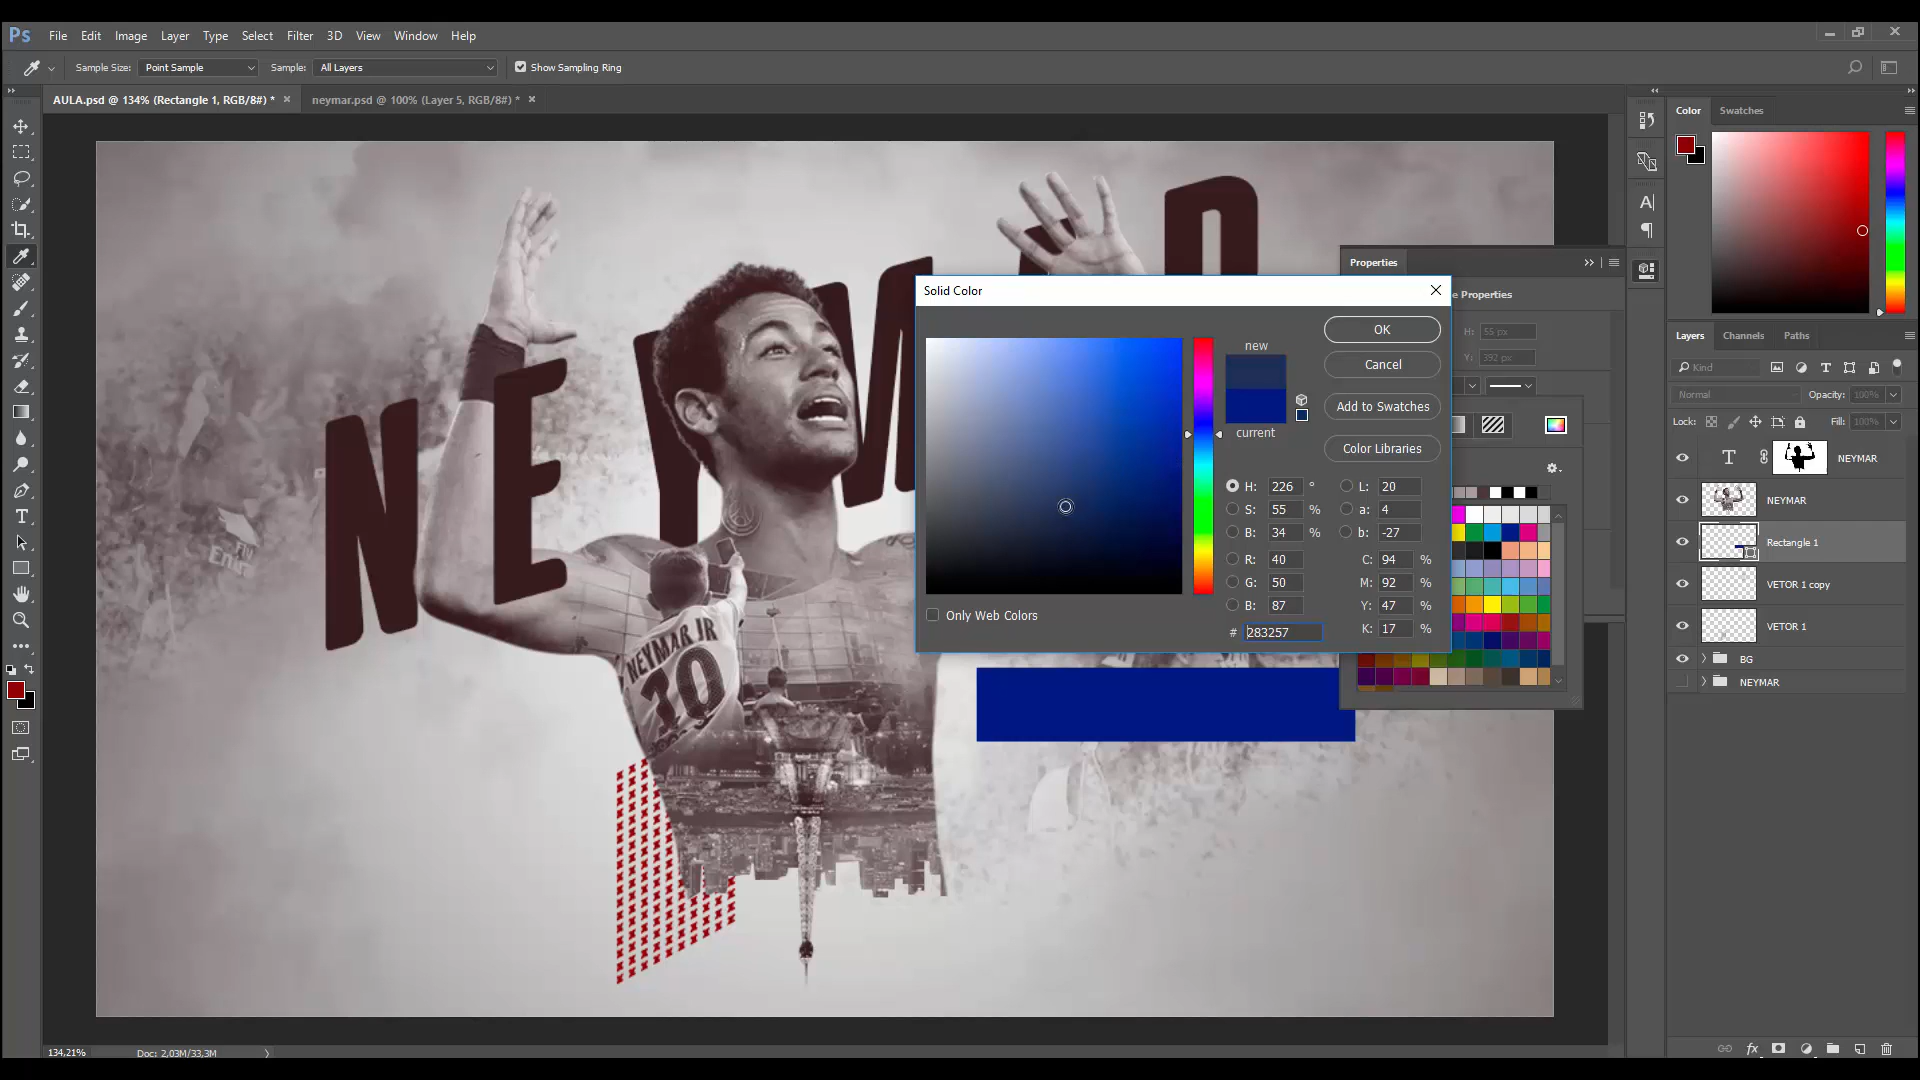 Ps File Edit Image Layer Type Select Filter 3D View Window Help
Sample Size: Point Sample Sample: All Layers Show Sampling Ring
AULA.psd @ 134% (Rectangle 1, RGB/8#) * × neymar.psd @ 100% (Layer 5, RGB/8#) * ×
Color Swatches
Properties
e Properties
H: 55 px
Y: 392 px
Solid Color
new
current
OK
Cancel
Add to Swatches
Color Libraries
H: 226 °
S: 55 %
B: 34 %
R: 40
G: 50
B: 87
# 283257
L: 20
a: 4
b: -27
C: 94 %
M: 92 %
Y: 47 %
K: 17 %
Only Web Colors
Layers Channels Paths
Kind
Normal Opacity: 100%
Lock: Fill: 100%
NEYMAR
NEYMAR
Rectangle 1
VETOR 1 copy
VETOR 1
BG
NEYMAR
NEYMAR JR
10
Fly
134,21% Doc: 2,03M/33,3M